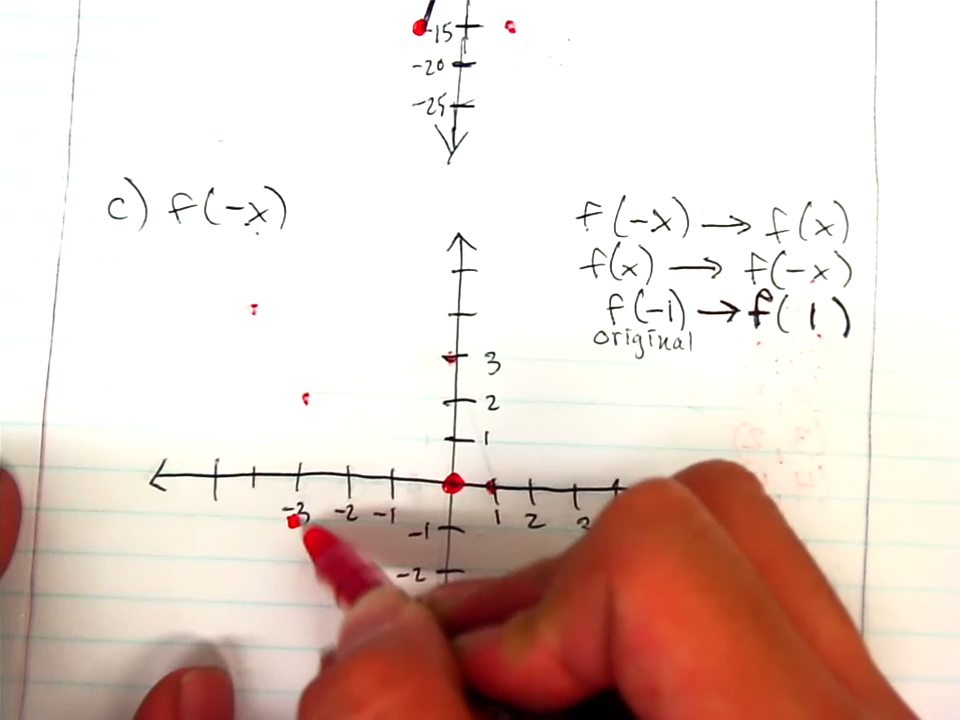 -15
-20
-25
c) f(-x)
f(-x) → f(x)
f(x) → f(-x)
f(-1) → f(1)
original
3
2
1
-3 -2 -1 1 2
-1
-2